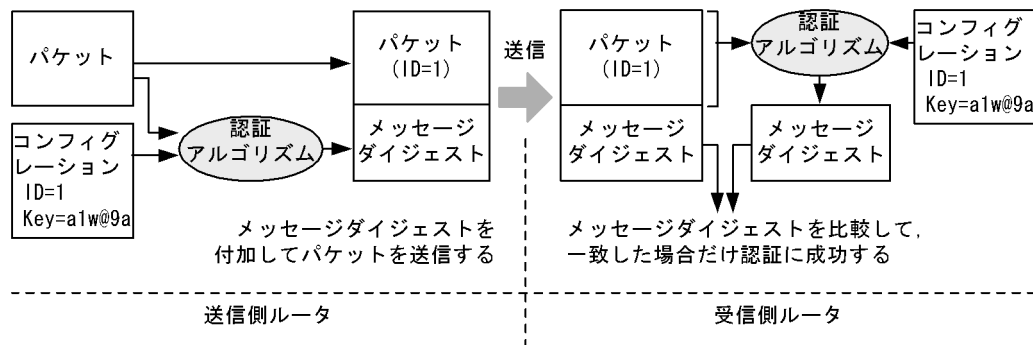 パケット
コンフィグ
レーション
ID=1
Key=a1w@9a
認証
アルゴリズム
パケット
(ID=1)
メッセージ
ダイジェスト
メッセージダイジェストを
付加してパケットを送信する
送信
パケット
(ID=1)
メッセージ
ダイジェスト
認証
アルゴリズム
メッセージ
ダイジェスト
コンフィグ
レーション
ID=1
Key=a1w@9a
メッセージダイジェストを比較して，
一致した場合だけ認証に成功する
送信側ルータ
受信側ルータ